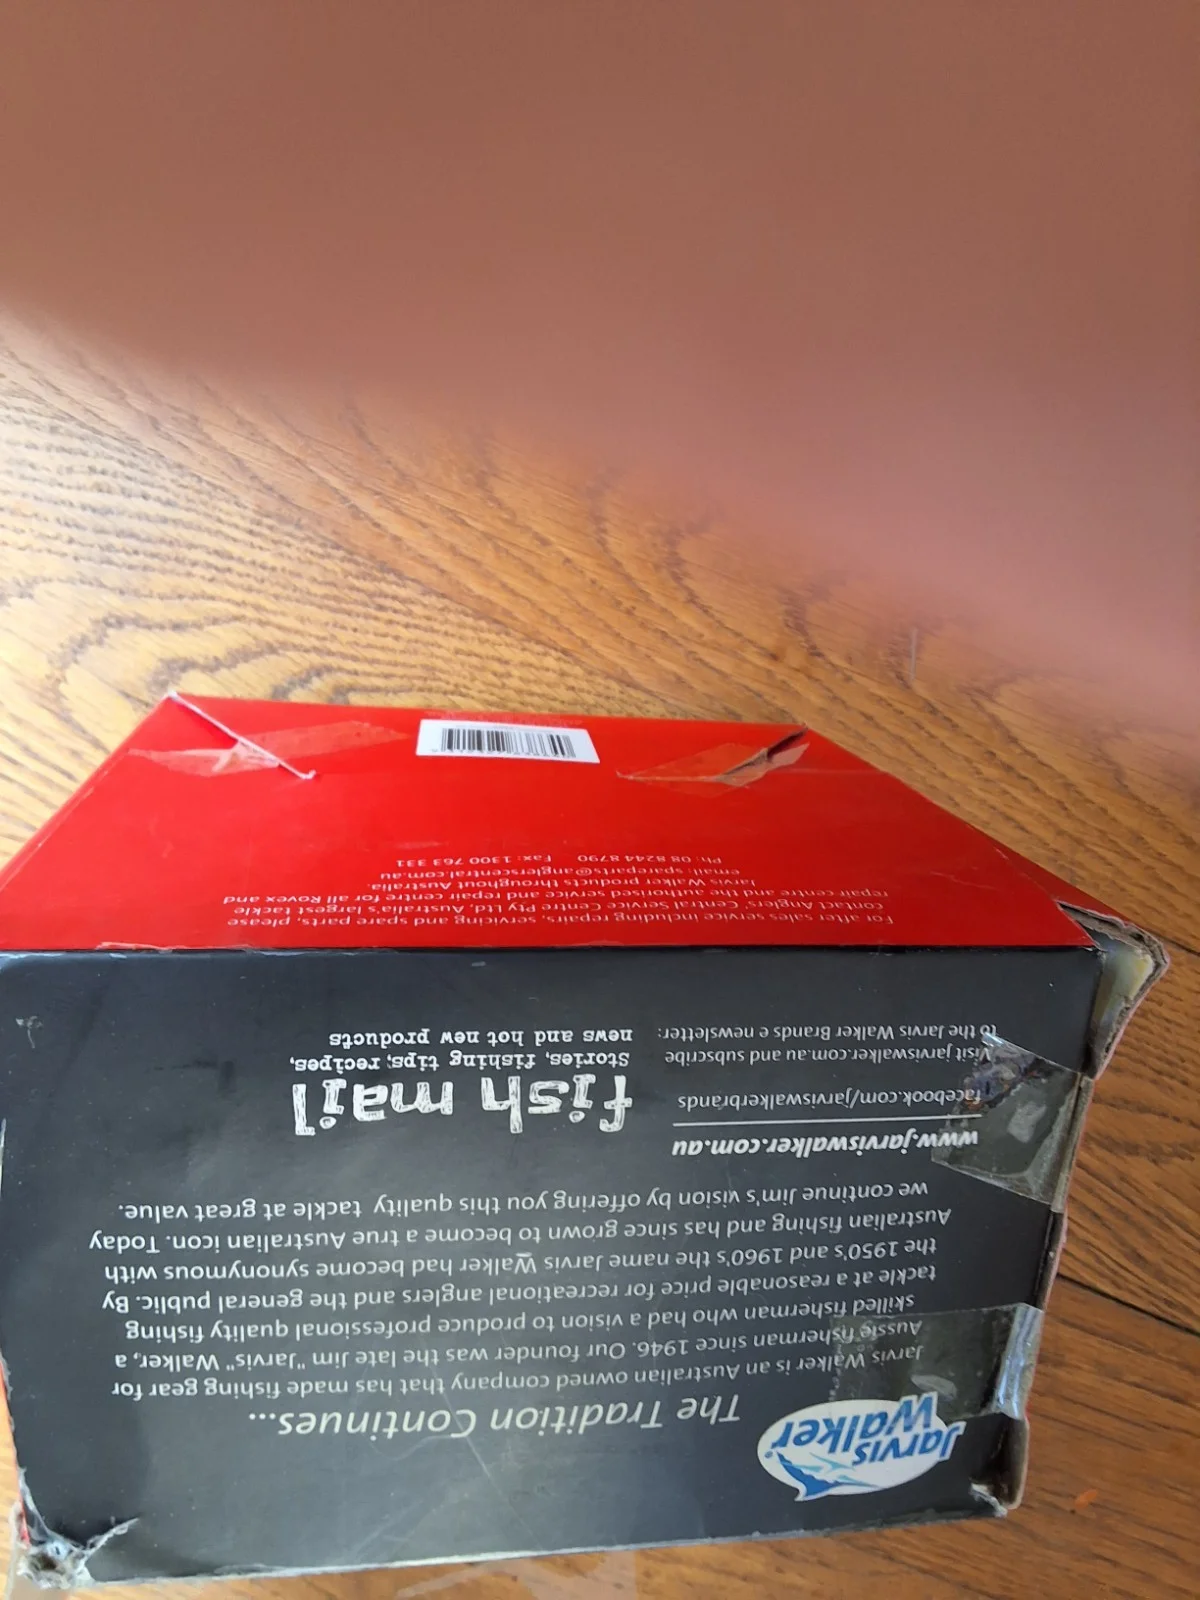 Jarvis
Walker
The Tradition Continues...
Jarvis Walker is an Australian owned company that has made fishing gear for
Aussie fisherman since 1946. Our founder was the late Jim "Jarvis" Walker, a
skilled fisherman who had a vision to produce professional quality fishing
tackle at a reasonable price for recreational anglers and the general public. By
the 1950's and 1960's the name Jarvis Walker had become synonymous with
Australian fishing and has since grown to become a true Australian icon. Today
we continue Jim's vision by offering you this quality tackle at great value.
www.jarviswalker.com.au
facebook.com/jarviswalkerbrands
Visit jarviswalker.com.au and subscribe
to the Jarvis Walker Brands e newsletter:
fish mail
Stories, fishing tips, recipes,
news and hot new products
For after sales service including repairs, servicing and spare parts, please,
contact Anglers' Central Service Centre Pty Ltd, Australia's largest tackle
repair centre and the authorised service and repair centre for all Rovex and
Jarvis Walker products throughout Australia.
email: spareparts@anglerscentral.com.au
Ph: 08 8244 8790 Fax: 1300 763 331